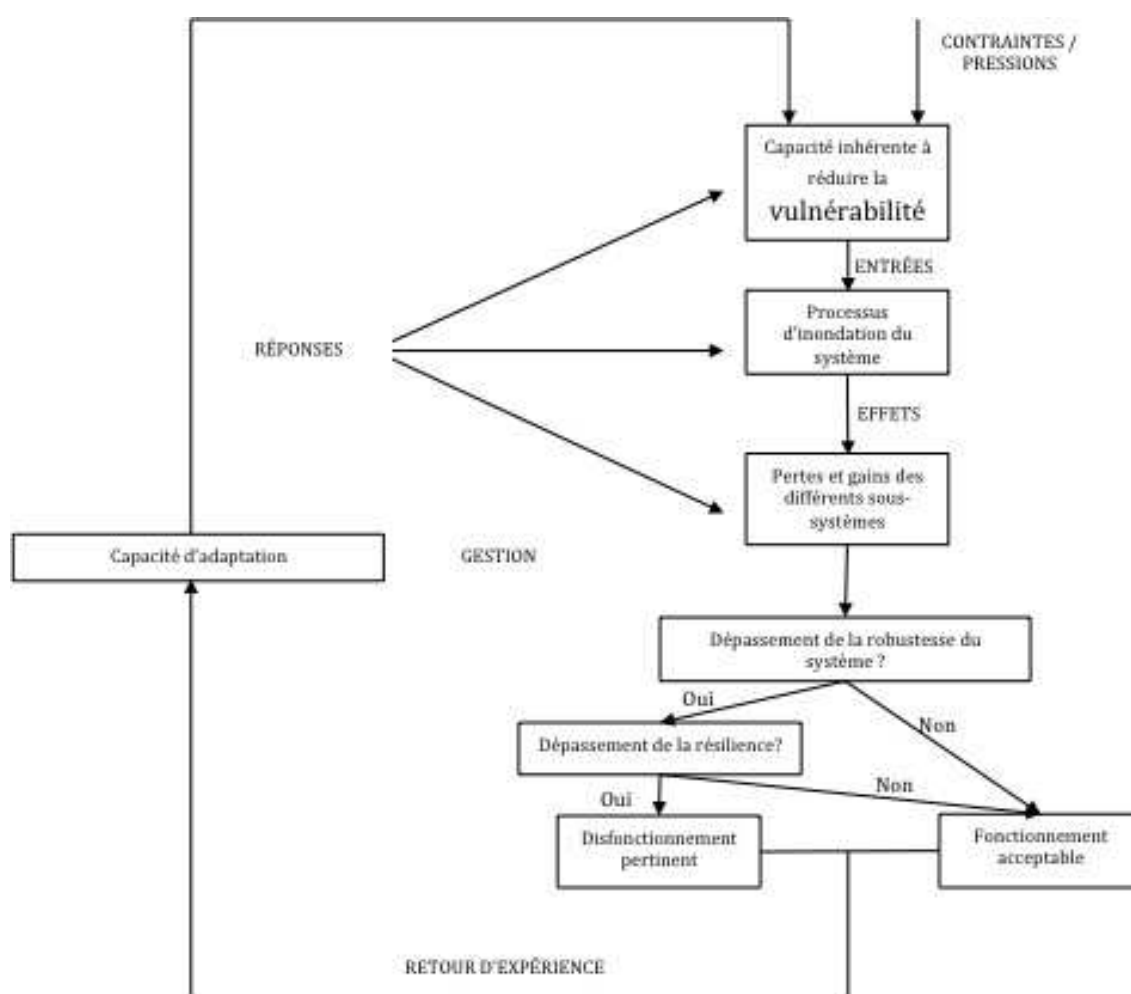 CONTRAINTES /
PRESSIONS
Capacité inhérente à
réduire la
vulnérabilité
ENTRÉES
Processus
d'inondation du
système
RÉPONSES
EFFETS
Pertes et gains des
différents sous-
systèmes
Capacité d'adaptation
GESTION
Dépassement de la robustesse du
système ?
Oui
Non
Dépassement de la résilience?
Non
Oui
Disfonctionnement
pertinent
Fonctionnement
acceptable
RETOUR D'EXPÉRIENCE